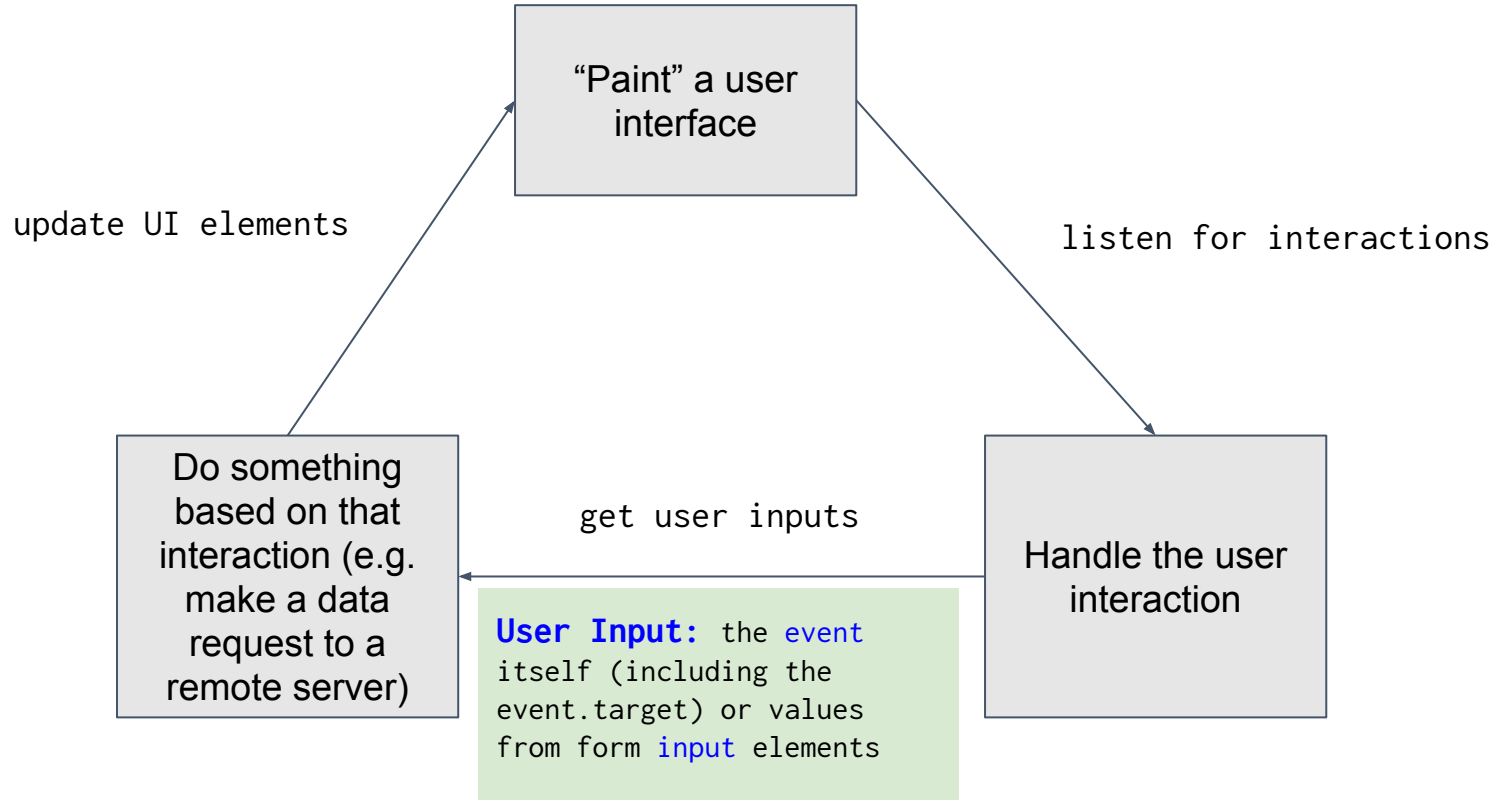 “Paint” a user
interface
update UI elements
listen for interactions
Do something
based on that
interaction (e.g.
make a data
request to a
remote server)
get user inputs
Handle the user
interaction
User Input: the event
itself (including the
event.target) or values
from form input elements